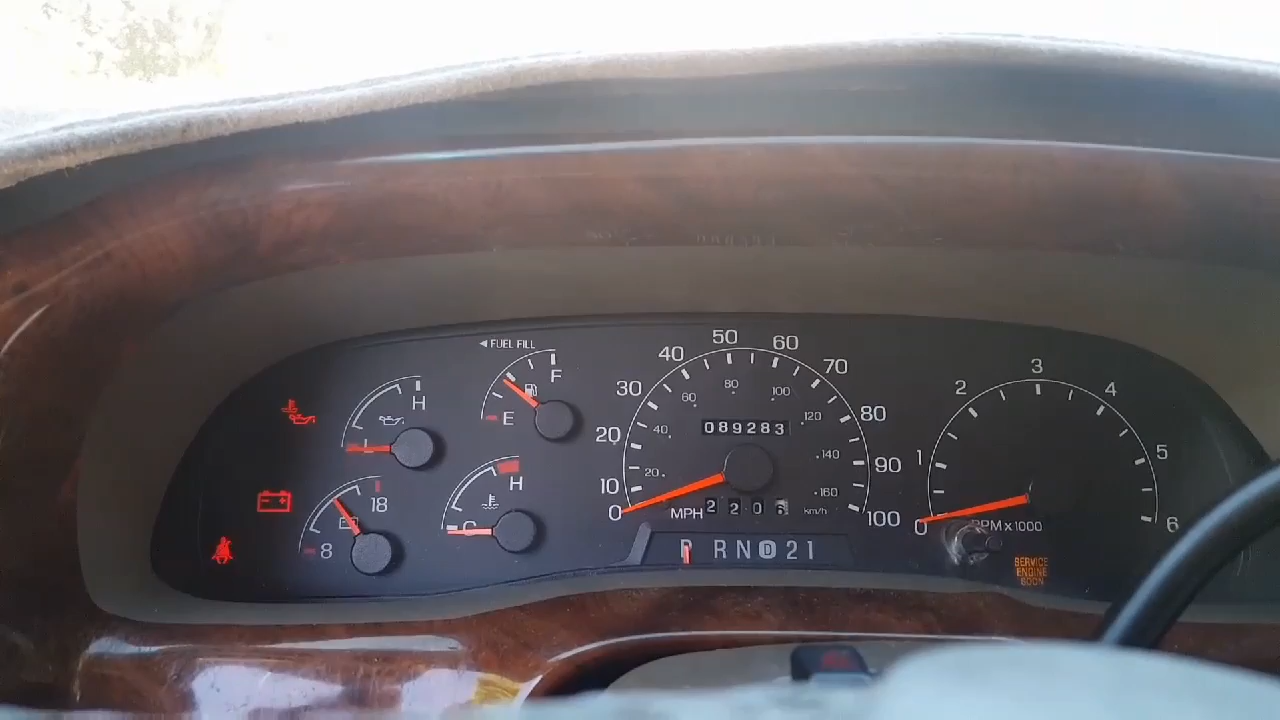 FUEL FILL
H
L
F
E
18
8
H
C
0 10 20 30 40 50 60 70 80 90 100
20 40 60 80 100 120 140 160
089283
MPH
220
km/h
P R N D 2 1
0 1 2 3 4 5 6
RPM x 1000
SERVICE
ENGINE
SOON